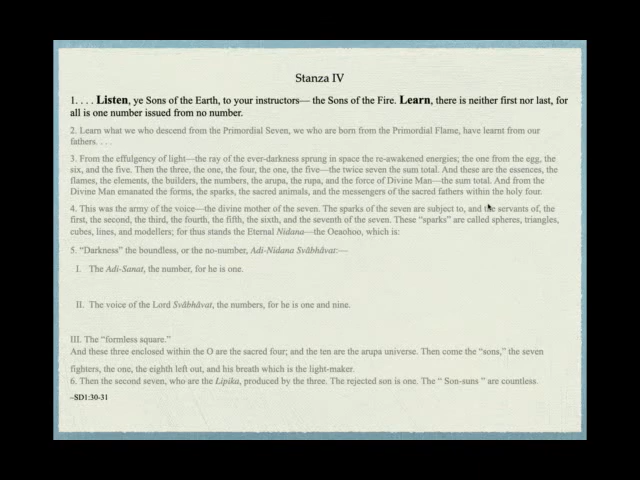 Stanza IV
1. . . . Listen, ye Sons of the Earth, to your instructors— the Sons of the Fire. Learn, there is neither first nor last, for
all is one number issued from no number.
2. Learn what we who descend from the Primordial Seven, we who are born from the Primordial Flame, have learnt from our
fathers. . . .
3. From the effulgency of light—the ray of the ever-darkness sprung in space the re-awakened energies; the one from the egg, the
six, and the five. Then the three, the one, the four, the one, the five—the twice seven the sum total. And these are the essences, the
flames, the elements, the builders, the numbers, the arupa, the rupa, and the force of Divine Man—the sum total. And from the
Divine Man emanated the forms, the sparks, the sacred animals, and the messengers of the sacred fathers within the holy four.
4. This was the army of the voice—the divine mother of the seven. The sparks of the seven are subject to, and the servants of, the
first, the second, the third, the fourth, the fifth, the sixth, and the seventh of the seven. These “sparks” are called spheres, triangles,
cubes, lines, and modellers; for thus stands the Eternal Nidana—the Oeaohoo, which is:
5. “Darkness” the boundless, or the no-number, Adi-Nidana Svâbhâvat:—
I. The Adi-Sanat, the number, for he is one.
II. The voice of the Lord Svâbhâvat, the numbers, for he is one and nine.
III. The “formless square.”
And these three enclosed within the O are the sacred four; and the ten are the arupa universe. Then come the “sons,” the seven
fighters, the one, the eighth left out, and his breath which is the light-maker.
6. Then the second seven, who are the Lipika, produced by the three. The rejected son is one. The “ Son-suns ” are countless.
–SD1:30-31